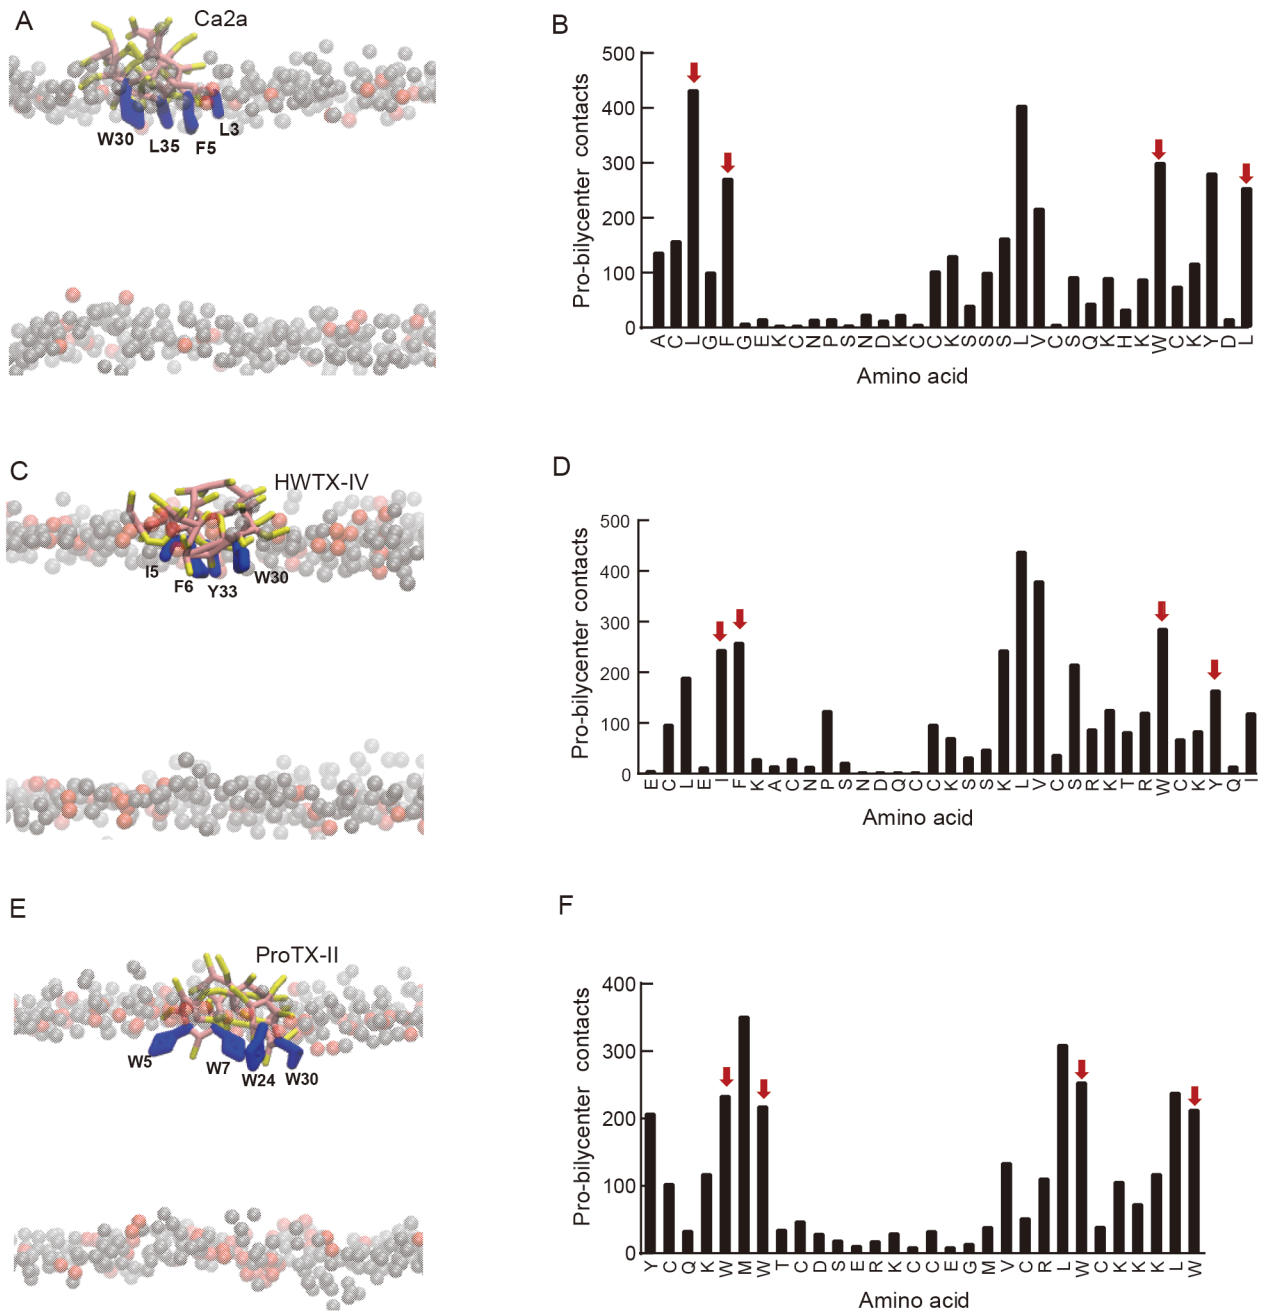 A
Ca2a
W30
L35
F5
L3
B
Pro-bilycenter contacts
500
400
300
200
100
0
A C L G F G E K C N P S N D K C C K S S S L V C S Q K H K W C K Y D L
Amino acid
C
HWTX-IV
I5
F6
Y33
W30
D
Pro-bilycenter contacts
500
400
300
200
100
0
E C L E I F K A C N P S N D Q C C K S S K L V C S R K T R W C K Y Q I
Amino acid
E
ProTX-II
W5
W7
W24
W30
F
Pro-bilycenter contacts
400
300
200
100
0
Y C Q K W M W T C D S E R K C C E G M V C R L W C K K K L W
Amino acid